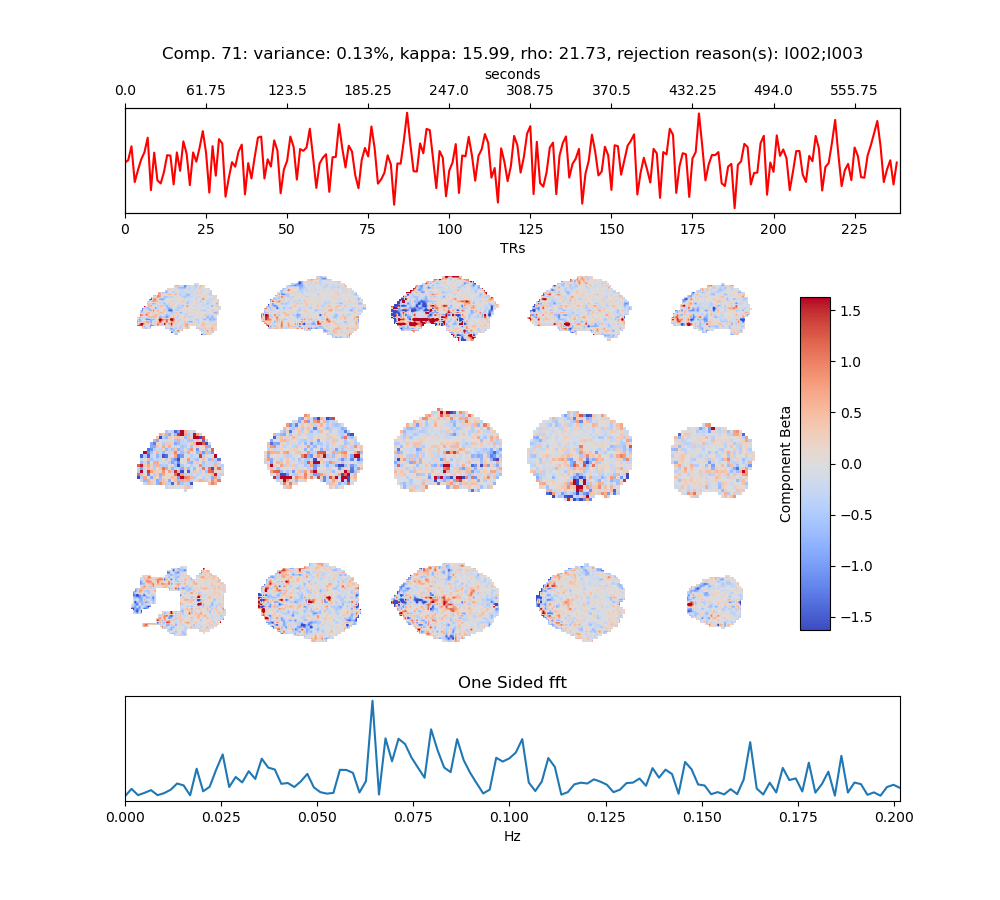 Comp. 71: variance: 0.13%, kappa: 15.99, rho: 21.73, rejection reason(s): I002;I003
seconds
0.0 61.75 123.5 185.25 247.0 308.75 370.5 432.25 494.0 555.75
0 25 50 75 100 125 150 175 200 225
TRs
1.5
1.0
0.5
0.0
−0.5
−1.0
−1.5
Component Beta
One Sided fft
0.000 0.025 0.050 0.075 0.100 0.125 0.150 0.175 0.200
Hz